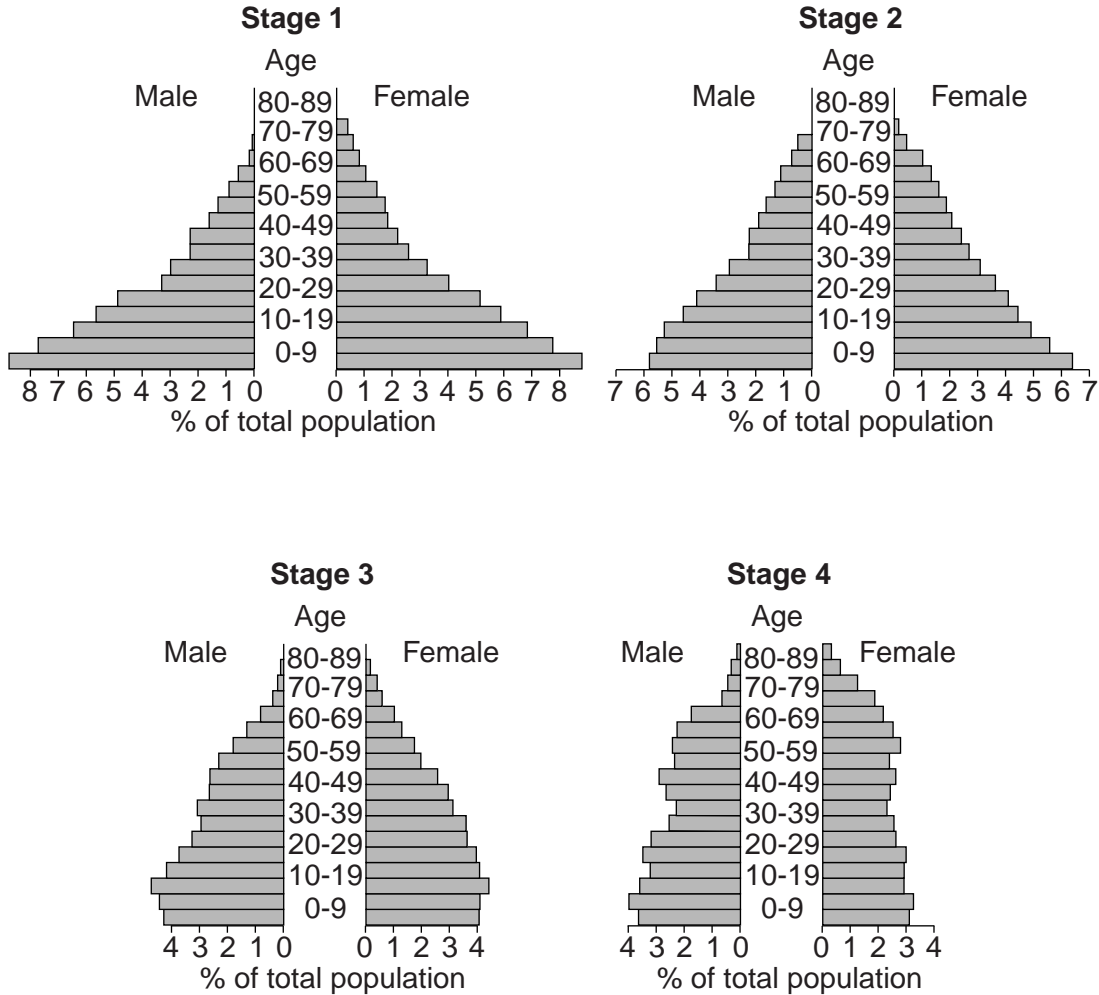 Stage 1
Age
Male
Female
80-89
70-79
60-69
50-59
40-49
30-39
20-29
10-19
0-9
8 7 6 5 4 3 2 1 0 0 1 2 3 4 5 6 7 8
% of total population
Stage 2
Age
Male
Female
80-89
70-79
60-69
50-59
40-49
30-39
20-29
10-19
0-9
7 6 5 4 3 2 1 0 0 1 2 3 4 5 6 7
% of total population
Stage 3
Age
Male
Female
80-89
70-79
60-69
50-59
40-49
30-39
20-29
10-19
0-9
4 3 2 1 0 0 1 2 3 4
% of total population
Stage 4
Age
Male
Female
80-89
70-79
60-69
50-59
40-49
30-39
20-29
10-19
0-9
4 3 2 1 0 0 1 2 3 4
% of total population